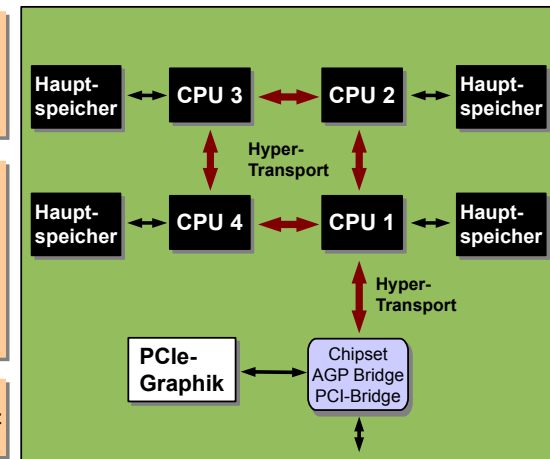 Haupt-
speicher
CPU 3
CPU 2
Haupt-
speicher
Hyper-
Transport
Haupt-
speicher
CPU 4
CPU 1
Haupt-
speicher
Hyper-
Transport
PCIe-
Graphik
Chipset
AGP Bridge
PCI-Bridge